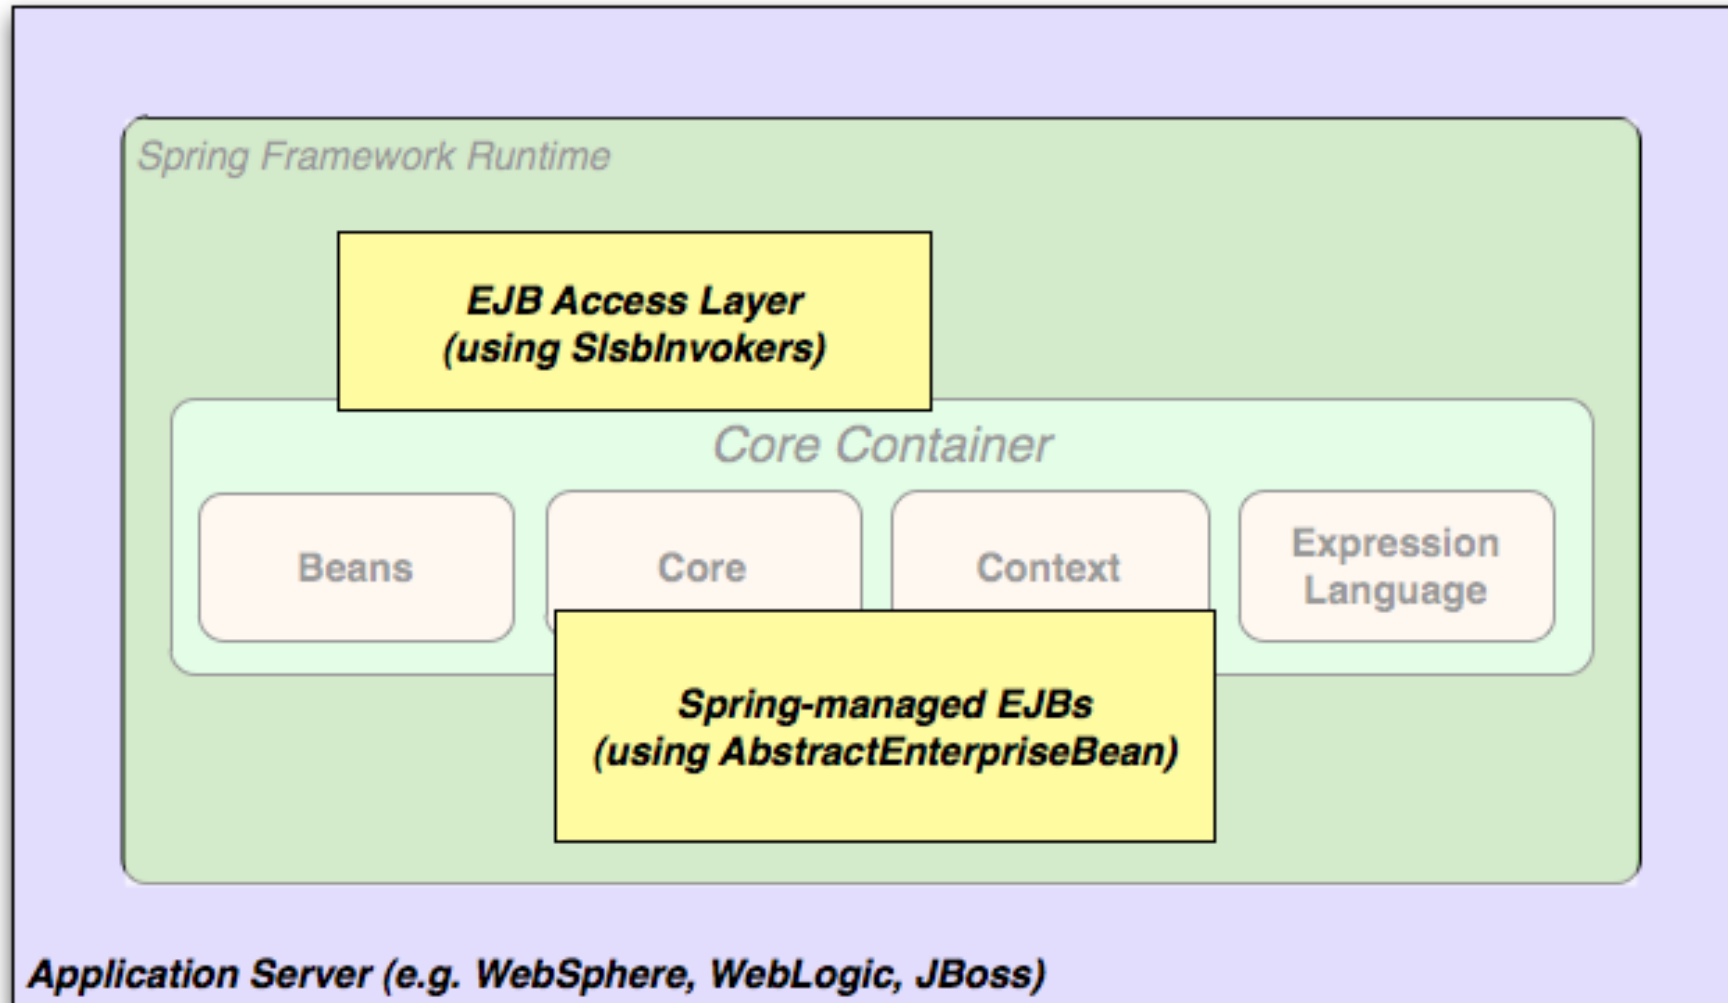 Spring Framework Runtime
EJB Access Layer
(using SlsbInvokers)
Core Container
Beans
Core
Context
Expression
Language
Spring-managed EJBs
(using AbstractEnterpriseBean)
Application Server (e.g. WebSphere, WebLogic, JBoss)